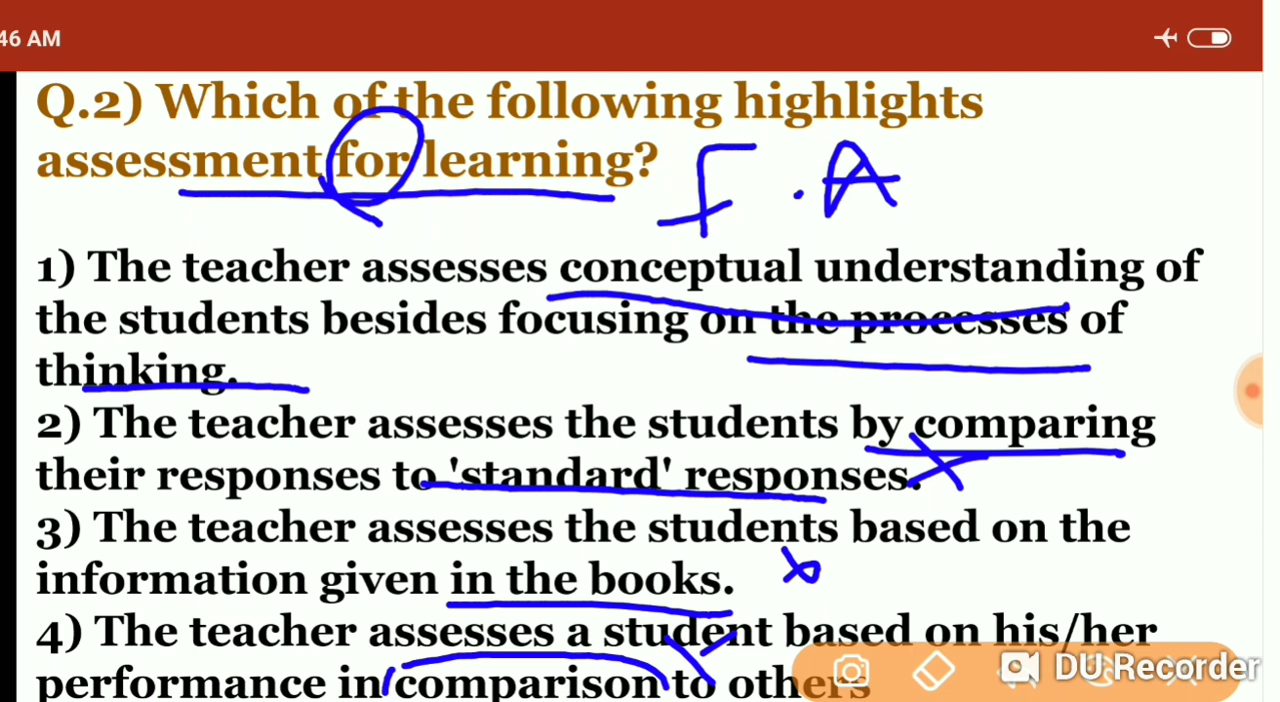 46 AM
Q.2) Which of the following highlights
assessment for learning?
F.A
1) The teacher assesses conceptual understanding of
the students besides focusing on the processes of
thinking.
2) The teacher assesses the students by comparing
their responses to 'standard' responses.
3) The teacher assesses the students based on the
information given in the books.
4) The teacher assesses a student based on his/her
performance in comparison to others
DU Recorder